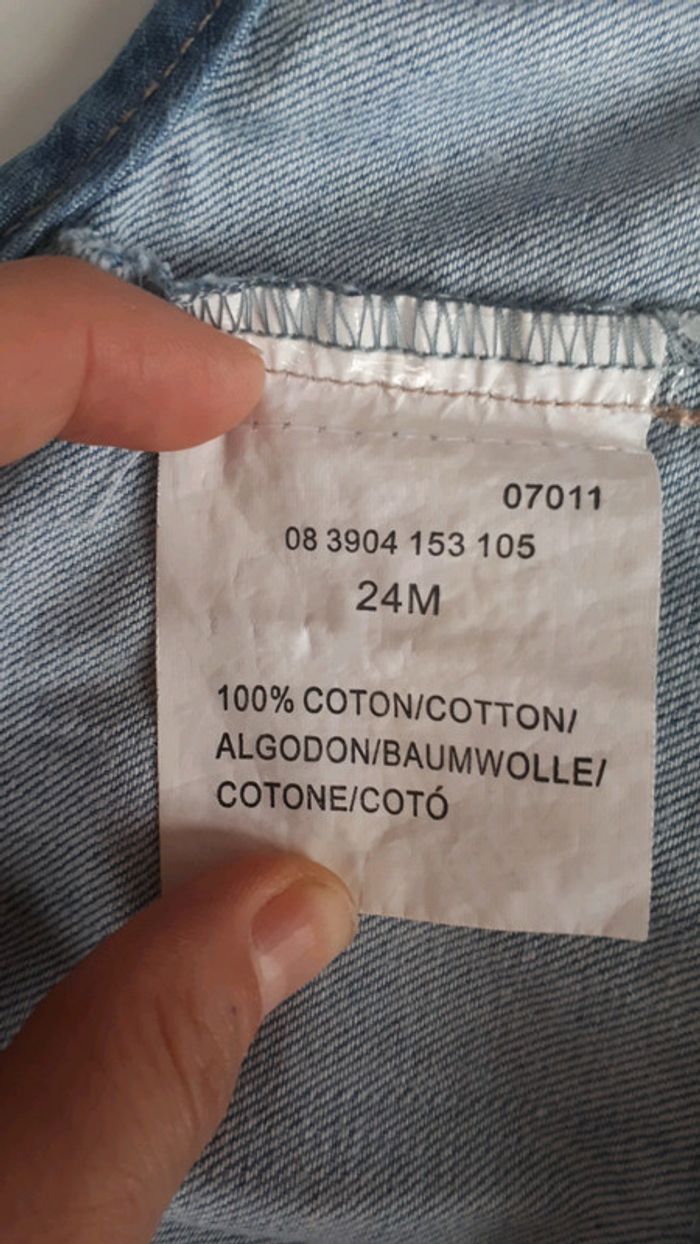 07011
08 3904 153 105
24M
100% COTON/COTTON/
ALGODON/BAUMWOLLE/
COTONE/COTÓ